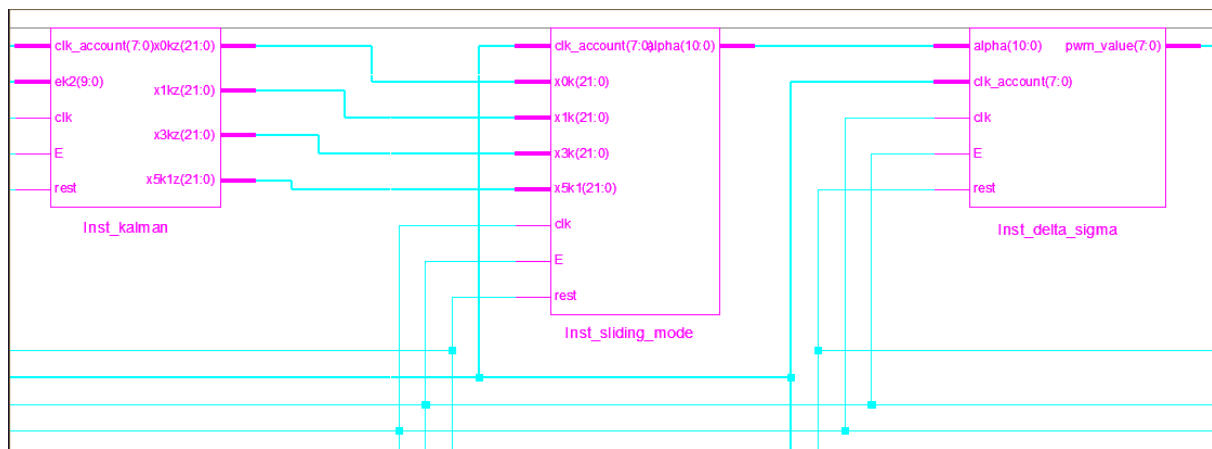 clk_account(7:0)
x0kz(21:0)
ek2(9:0)
x1kz(21:0)
clk
x3kz(21:0)
E
x5k1z(21:0)
rest
Inst_kalman
clk_account(7:0)
alpha(10:0)
x0k(21:0)
x1k(21:0)
x3k(21:0)
x5k1(21:0)
clk
E
rest
Inst_sliding_mode
alpha(10:0)
pwm_value(7:0)
clk_account(7:0)
clk
E
rest
Inst_delta_sigma